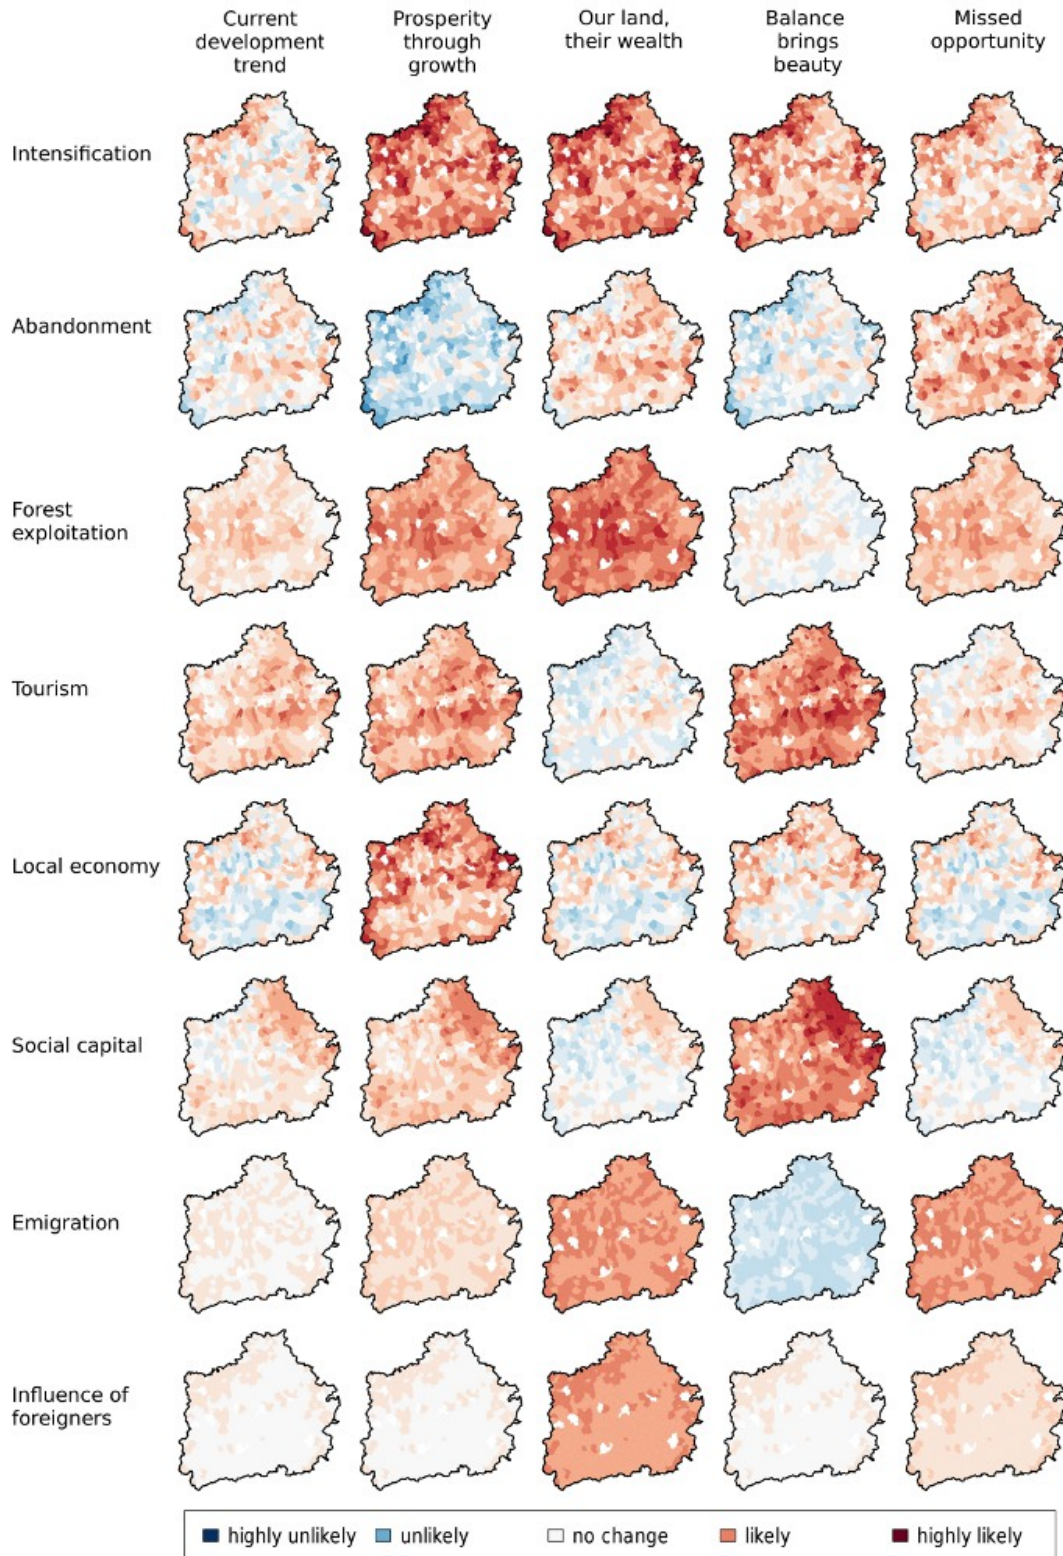 Current
development
trend
Prosperity
through
growth
Our land,
their wealth
Balance
brings
beauty
Missed
opportunity
Intensification
Abandonment
Forest
exploitation
Tourism
Local economy
Social capital
Emigration
Influence of
foreigners
highly unlikely unlikely no change likely highly likely